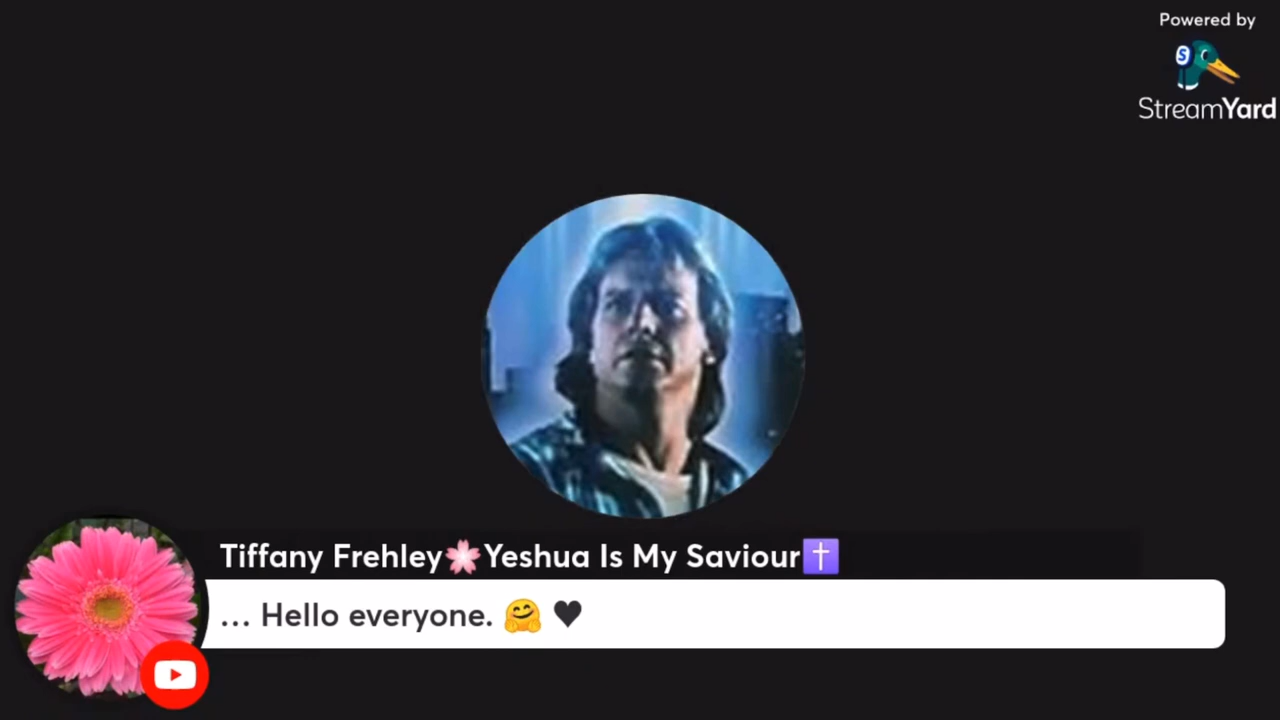 Powered by
S
StreamYard
Tiffany Frehley🌸Yeshua Is My Saviour✝️
... Hello everyone. 🤗 🖤